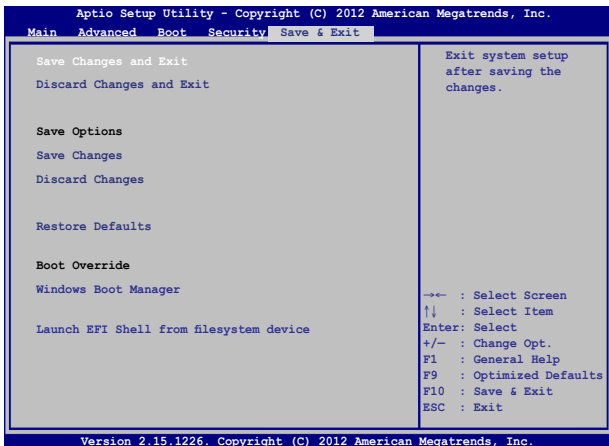 Aptio Setup Utility - Copyright (C) 2012 American Megatrends, Inc.
Main Advanced Boot Security Save & Exit
Save Changes and Exit
Discard Changes and Exit
Save Options
Save Changes
Discard Changes
Restore Defaults
Boot Override
Windows Boot Manager
Launch EFI Shell from filesystem device
Exit system setup
after saving the
changes.
→← : Select Screen
↑↓ : Select Item
Enter: Select
+/— : Change Opt.
F1 : General Help
F9 : Optimized Defaults
F10 : Save & Exit
ESC : Exit
Version 2.15.1226. Copyright (C) 2012 American Megatrends, Inc.